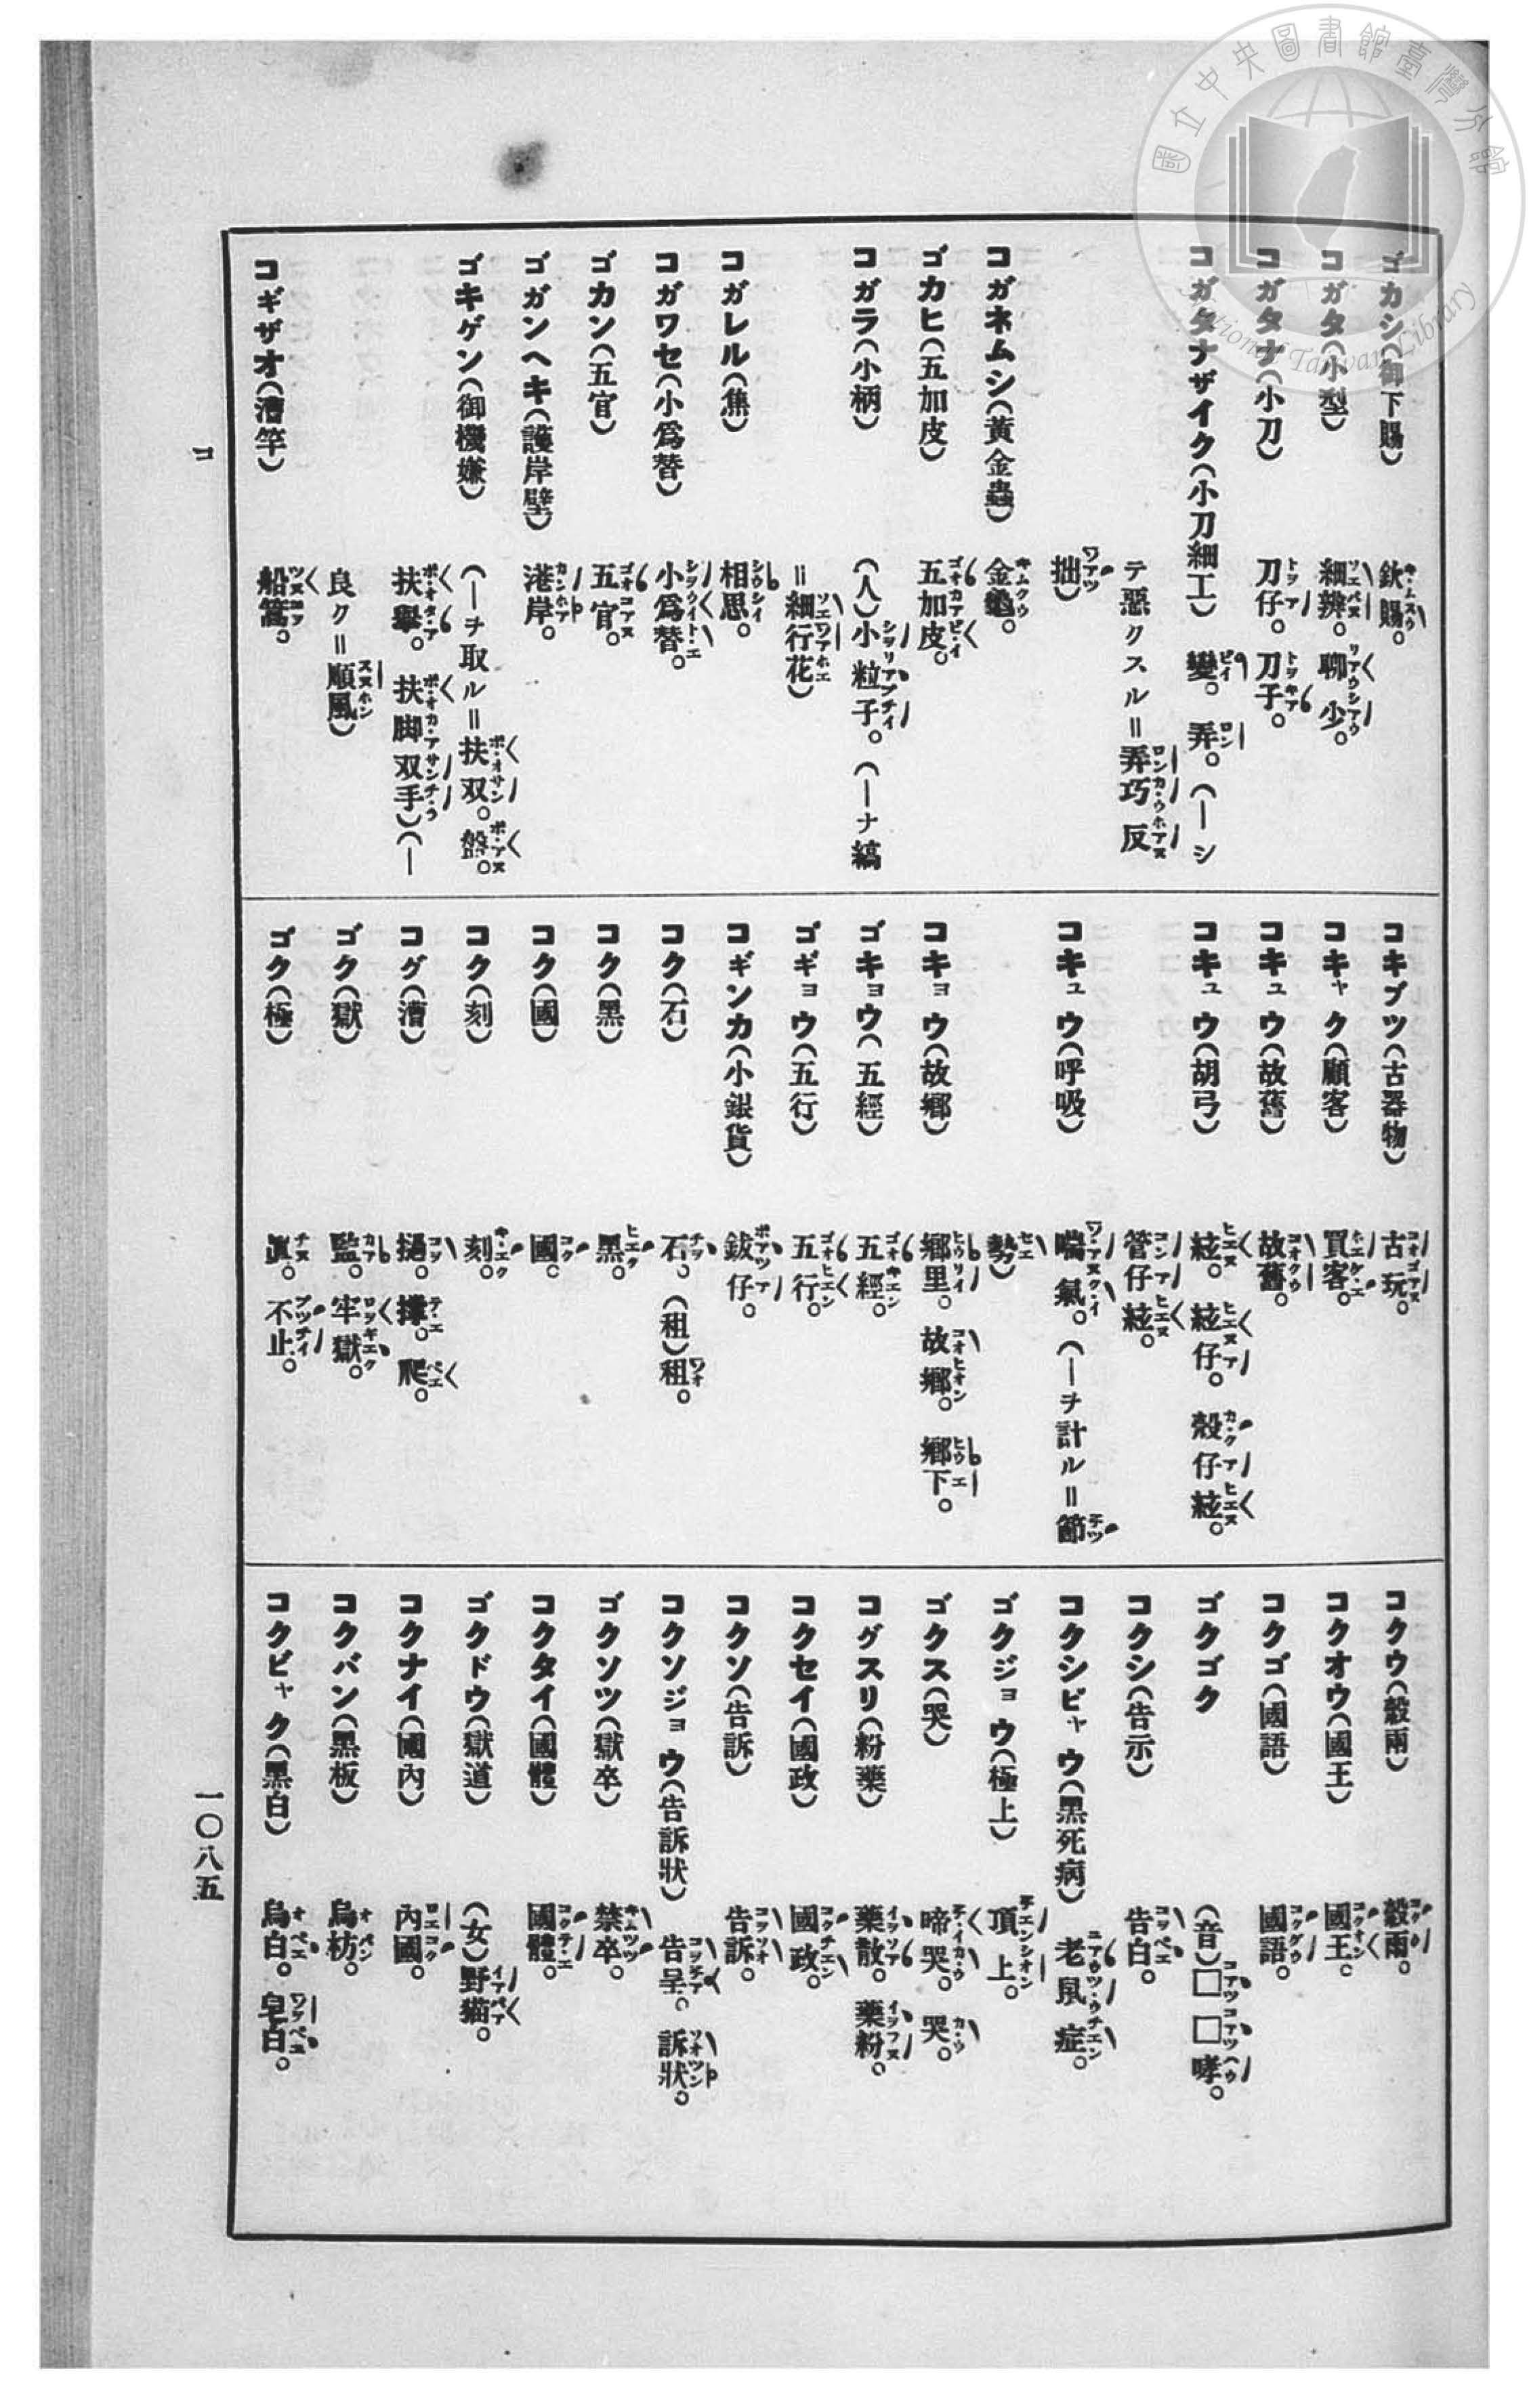 ゴカシ(御下賜) 欽賜。
コガタ(小型) 細辨。聊少。
コガタナ(小刀) 刀仔。刀子。
コガタナザイク(小刀細工) 變。弄。(―シ
テ惡クスル=弄巧反
拙)
コガネムシ(黃金蟲) 金龜。
ゴカヒ(五加皮) 五加皮。
コガラ(小柄) (人)小粒子。(―ナ縞
=細行花)
コガレル(焦) 相思。
コガワセ(小爲替) 小爲替。
ゴカン(五官) 五官。
ゴガンヘキ(護岸壁) 港岸。
ゴキゲン(御機嫌) (―ヲ取ル=扶双。盤。
扶擧。扶脚双手)(―
良ク=順風)
コギザオ(漕竿) 船篙。
コキブツ(古器物) 古玩。
コキャク(顧客) 買客。
コキュウ(故舊) 故舊。
コキュウ(胡弓) 絃。絃仔。殼仔絃。
管仔絃。
コキュウ(呼吸) 喘氣。(―ヲ計ル=節
勢)
コキョウ(故鄕) 鄕里。故鄕。鄕下。
ゴキョウ(五經) 五經。
ゴギョウ(五行) 五行。
コギンカ(小銀貨) 鈸仔。
コク(石) 石、(租)租。
コク(黑) 黑。
コク(國) 國。
コク(刻) 刻。
コグ(漕) 撐。爬。
ゴク(獄) 監。牢獄。
ゴク(極) 眞。不止。
コクウ(穀雨) 穀雨。
コクオウ(國王) 國王。
コクゴ(國語) 國語。
ゴクゴク (音)□□哮。
コクシ(告示) 告白。
コクシビャウ(黑死病) 老鼠症。
ゴクジョウ(極上) 頂上。
ゴクス(哭) 啼哭。哭。
コグスリ(粉藥) 藥散。藥粉。
コクセイ(國政) 國政。
コクソ(告訴) 告訴。
コクソジョウ(告訴狀) 告呈。訴狀。
ゴクソツ(獄卒) 禁卒。
コクタイ(國體) 國體。
ゴクドウ(獄道) (女)野猫。
コクナイ(國內) 內國。
コクバン(黑板) 烏枋。
コクビャク(黑白) 烏白。皂白。
コ
一〇八五
國立中央圖書館臺灣分館
National Taiwan Library